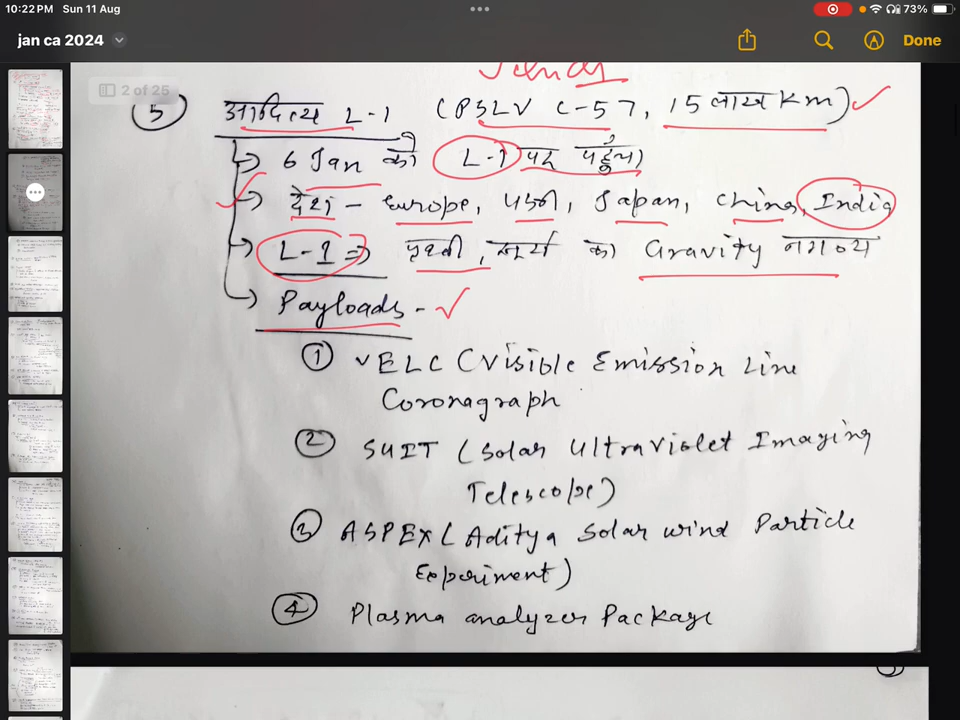 10:22 PM Sun 11 Aug
73%
jan ca 2024
Done
2 of 25
⑤ आदित्य L-1 (PSLV C-57, 15 लाख Km)
→ 6 Jan को L-1 पर पहुँचा
→ देश - Europe, Japan, China, India
L-1 ⇒ पृथ्वी, सूर्य का Gravity नगण्य
→ Payloads -
① VELC (Visible Emission Line
Coronagraph
② SUIT (Solar Ultraviolet Imaging
Telescope)
③ ASPEX (Aditya Solar wind Particle
Experiment)
④ Plasma analyzer Package